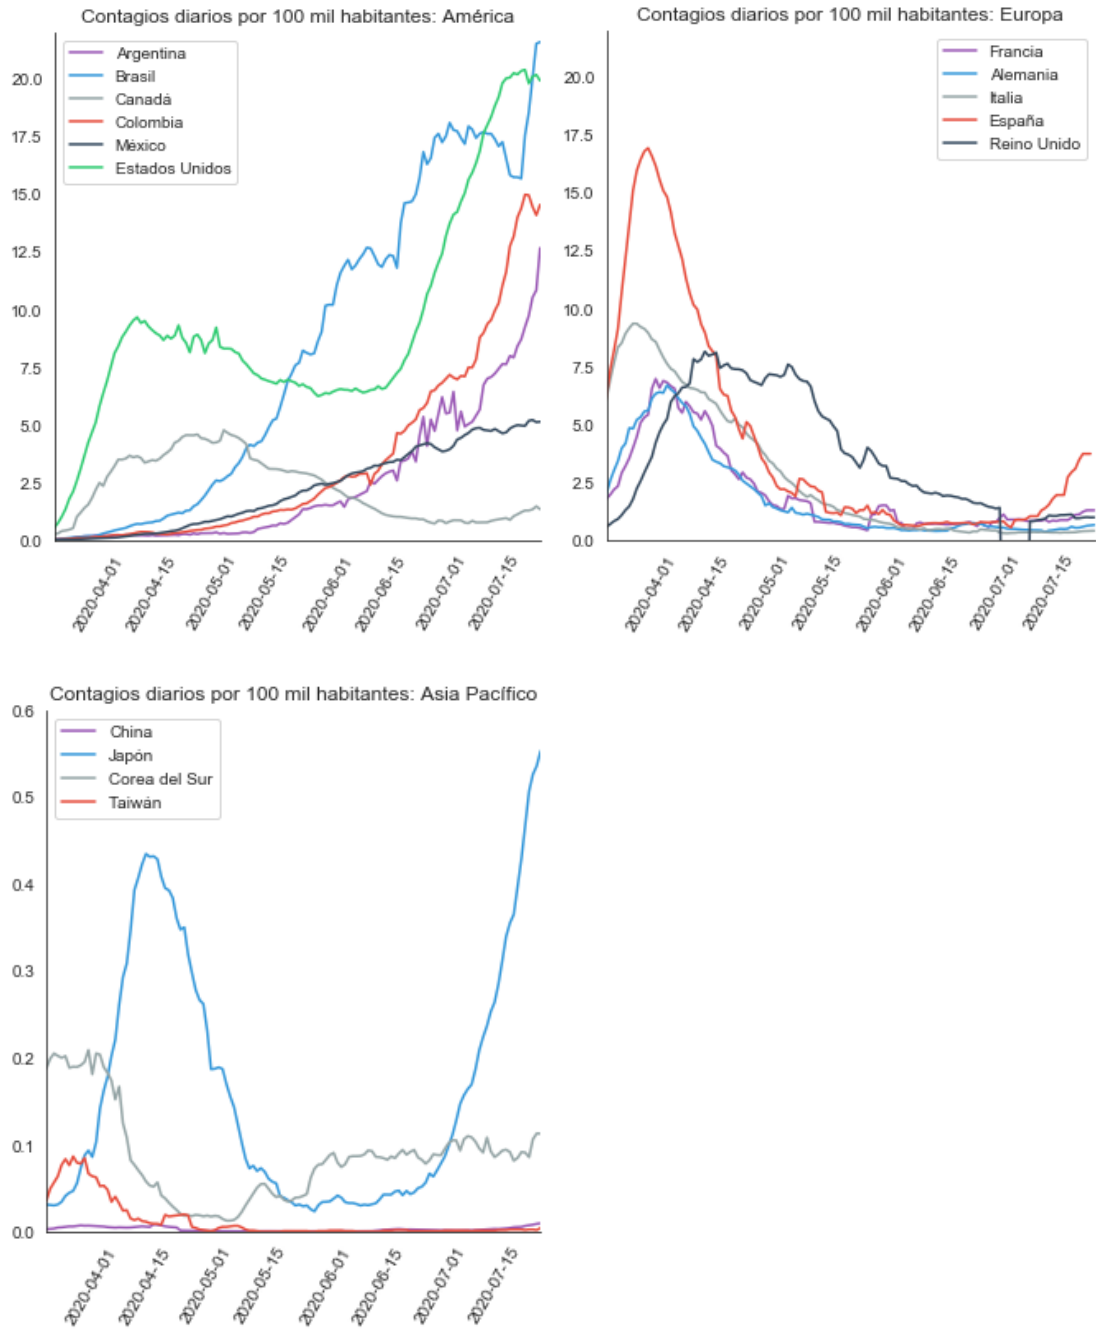 Contagios diarios por 100 mil habitantes: América
Argentina
Brasil
Canadá
Colombia
México
Estados Unidos
20.0
17.5
15.0
12.5
10.0
7.5
5.0
2.5
0.0
2020-04-01
2020-04-15
2020-05-01
2020-05-15
2020-06-01
2020-06-15
2020-07-01
2020-07-15
Contagios diarios por 100 mil habitantes: Europa
Francia
Alemania
Italia
España
Reino Unido
20.0
17.5
15.0
12.5
10.0
7.5
5.0
2.5
0.0
2020-04-01
2020-04-15
2020-05-01
2020-05-15
2020-06-01
2020-06-15
2020-07-01
2020-07-15
Contagios diarios por 100 mil habitantes: Asia Pacífico
China
Japón
Corea del Sur
Taiwán
0.6
0.5
0.4
0.3
0.2
0.1
0.0
2020-04-01
2020-04-15
2020-05-01
2020-05-15
2020-06-01
2020-06-15
2020-07-01
2020-07-15